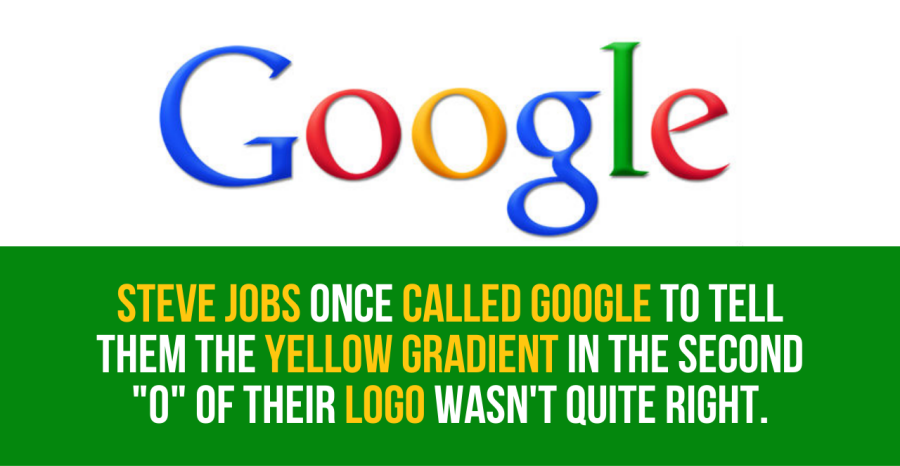 Google
STEVE JOBS ONCE CALLED GOOGLE TO TELL
THEM THE YELLOW GRADIENT IN THE SECOND
"O" OF THEIR LOGO WASN'T QUITE RIGHT.